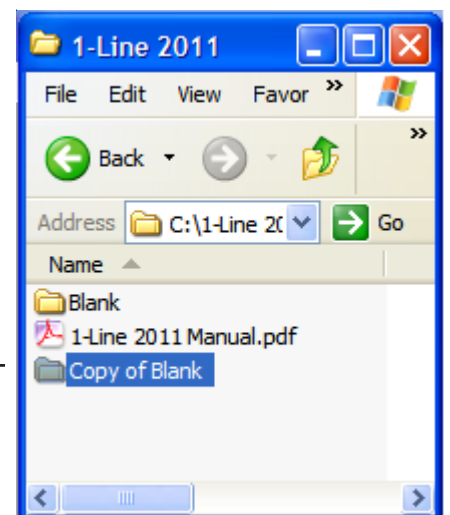 1-Line 2011
File Edit View Favor »
Back »
Address C:\1-Line 20 Go
Name
Blank
1-Line 2011 Manual.pdf
Copy of Blank